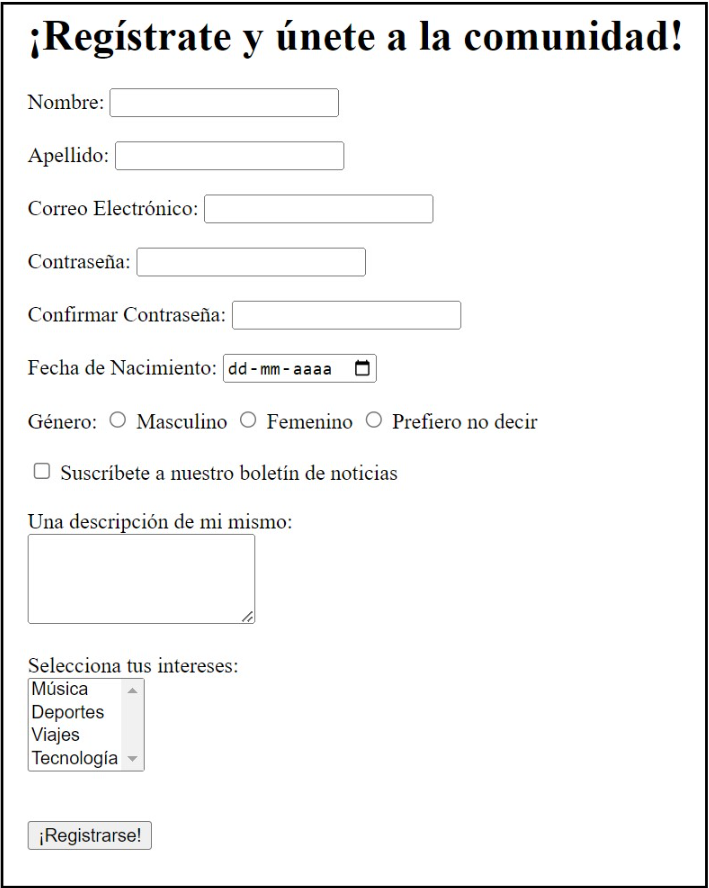 ¡Regístrate y únete a la comunidad!
Nombre:
Apellido:
Correo Electrónico:
Contraseña:
Confirmar Contraseña:
Fecha de Nacimiento: dd-mm-aaaa
Género: Masculino Femenino Prefiero no decir
Suscríbete a nuestro boletín de noticias
Una descripción de mi mismo:
Selecciona tus intereses:
Música
Deportes
Viajes
Tecnología
¡Registrarse!